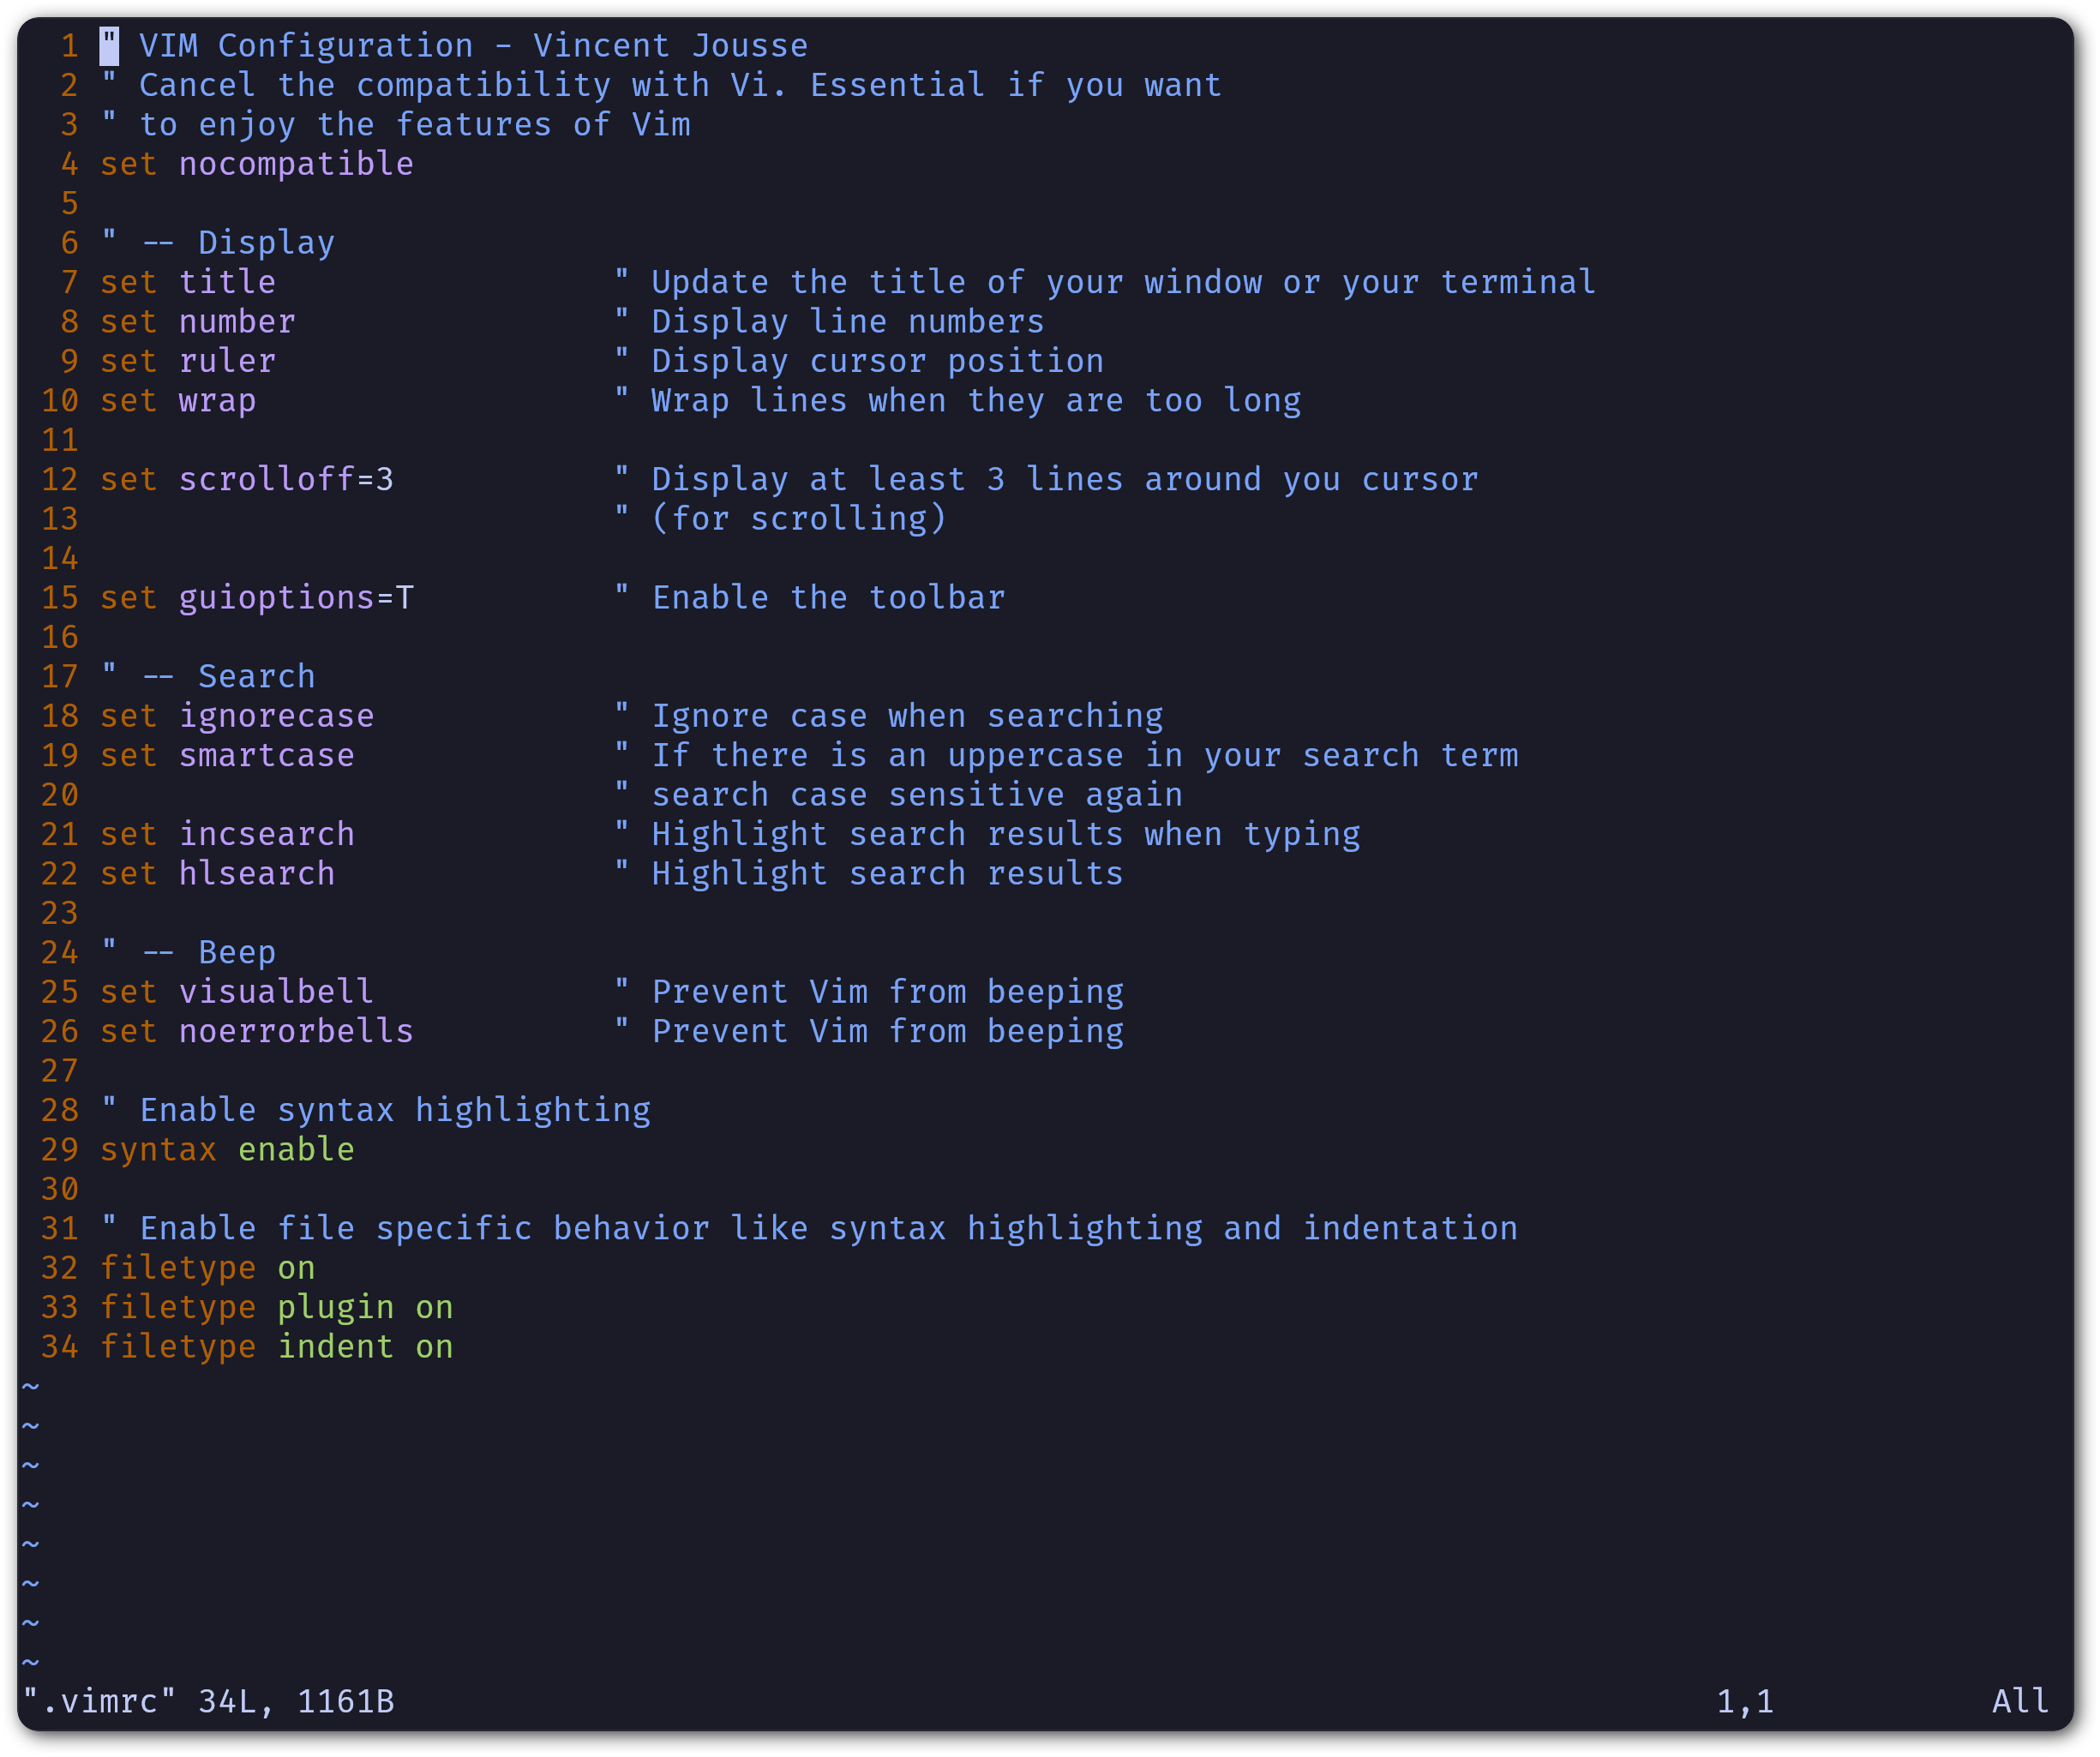 1 " VIM Configuration - Vincent Jousse
2 " Cancel the compatibility with Vi. Essential if you want
3 " to enjoy the features of Vim
4 set nocompatible
5
6 " -- Display
7 set title                 " Update the title of your window or your terminal
8 set number                " Display line numbers
9 set ruler                 " Display cursor position
10 set wrap                  " Wrap lines when they are too long
11
12 set scrolloff=3           " Display at least 3 lines around you cursor
13                           " (for scrolling)
14
15 set guioptions=T          " Enable the toolbar
16
17 " -- Search
18 set ignorecase            " Ignore case when searching
19 set smartcase             " If there is an uppercase in your search term
20                           " search case sensitive again
21 set incsearch             " Highlight search results when typing
22 set hlsearch              " Highlight search results
23
24 " -- Beep
25 set visualbell            " Prevent Vim from beeping
26 set noerrorbells          " Prevent Vim from beeping
27
28 " Enable syntax highlighting
29 syntax enable
30
31 " Enable file specific behavior like syntax highlighting and indentation
32 filetype on
33 filetype plugin on
34 filetype indent on
~
~
~
~
~
~
~
~
".vimrc" 34L, 1161B 1,1 All